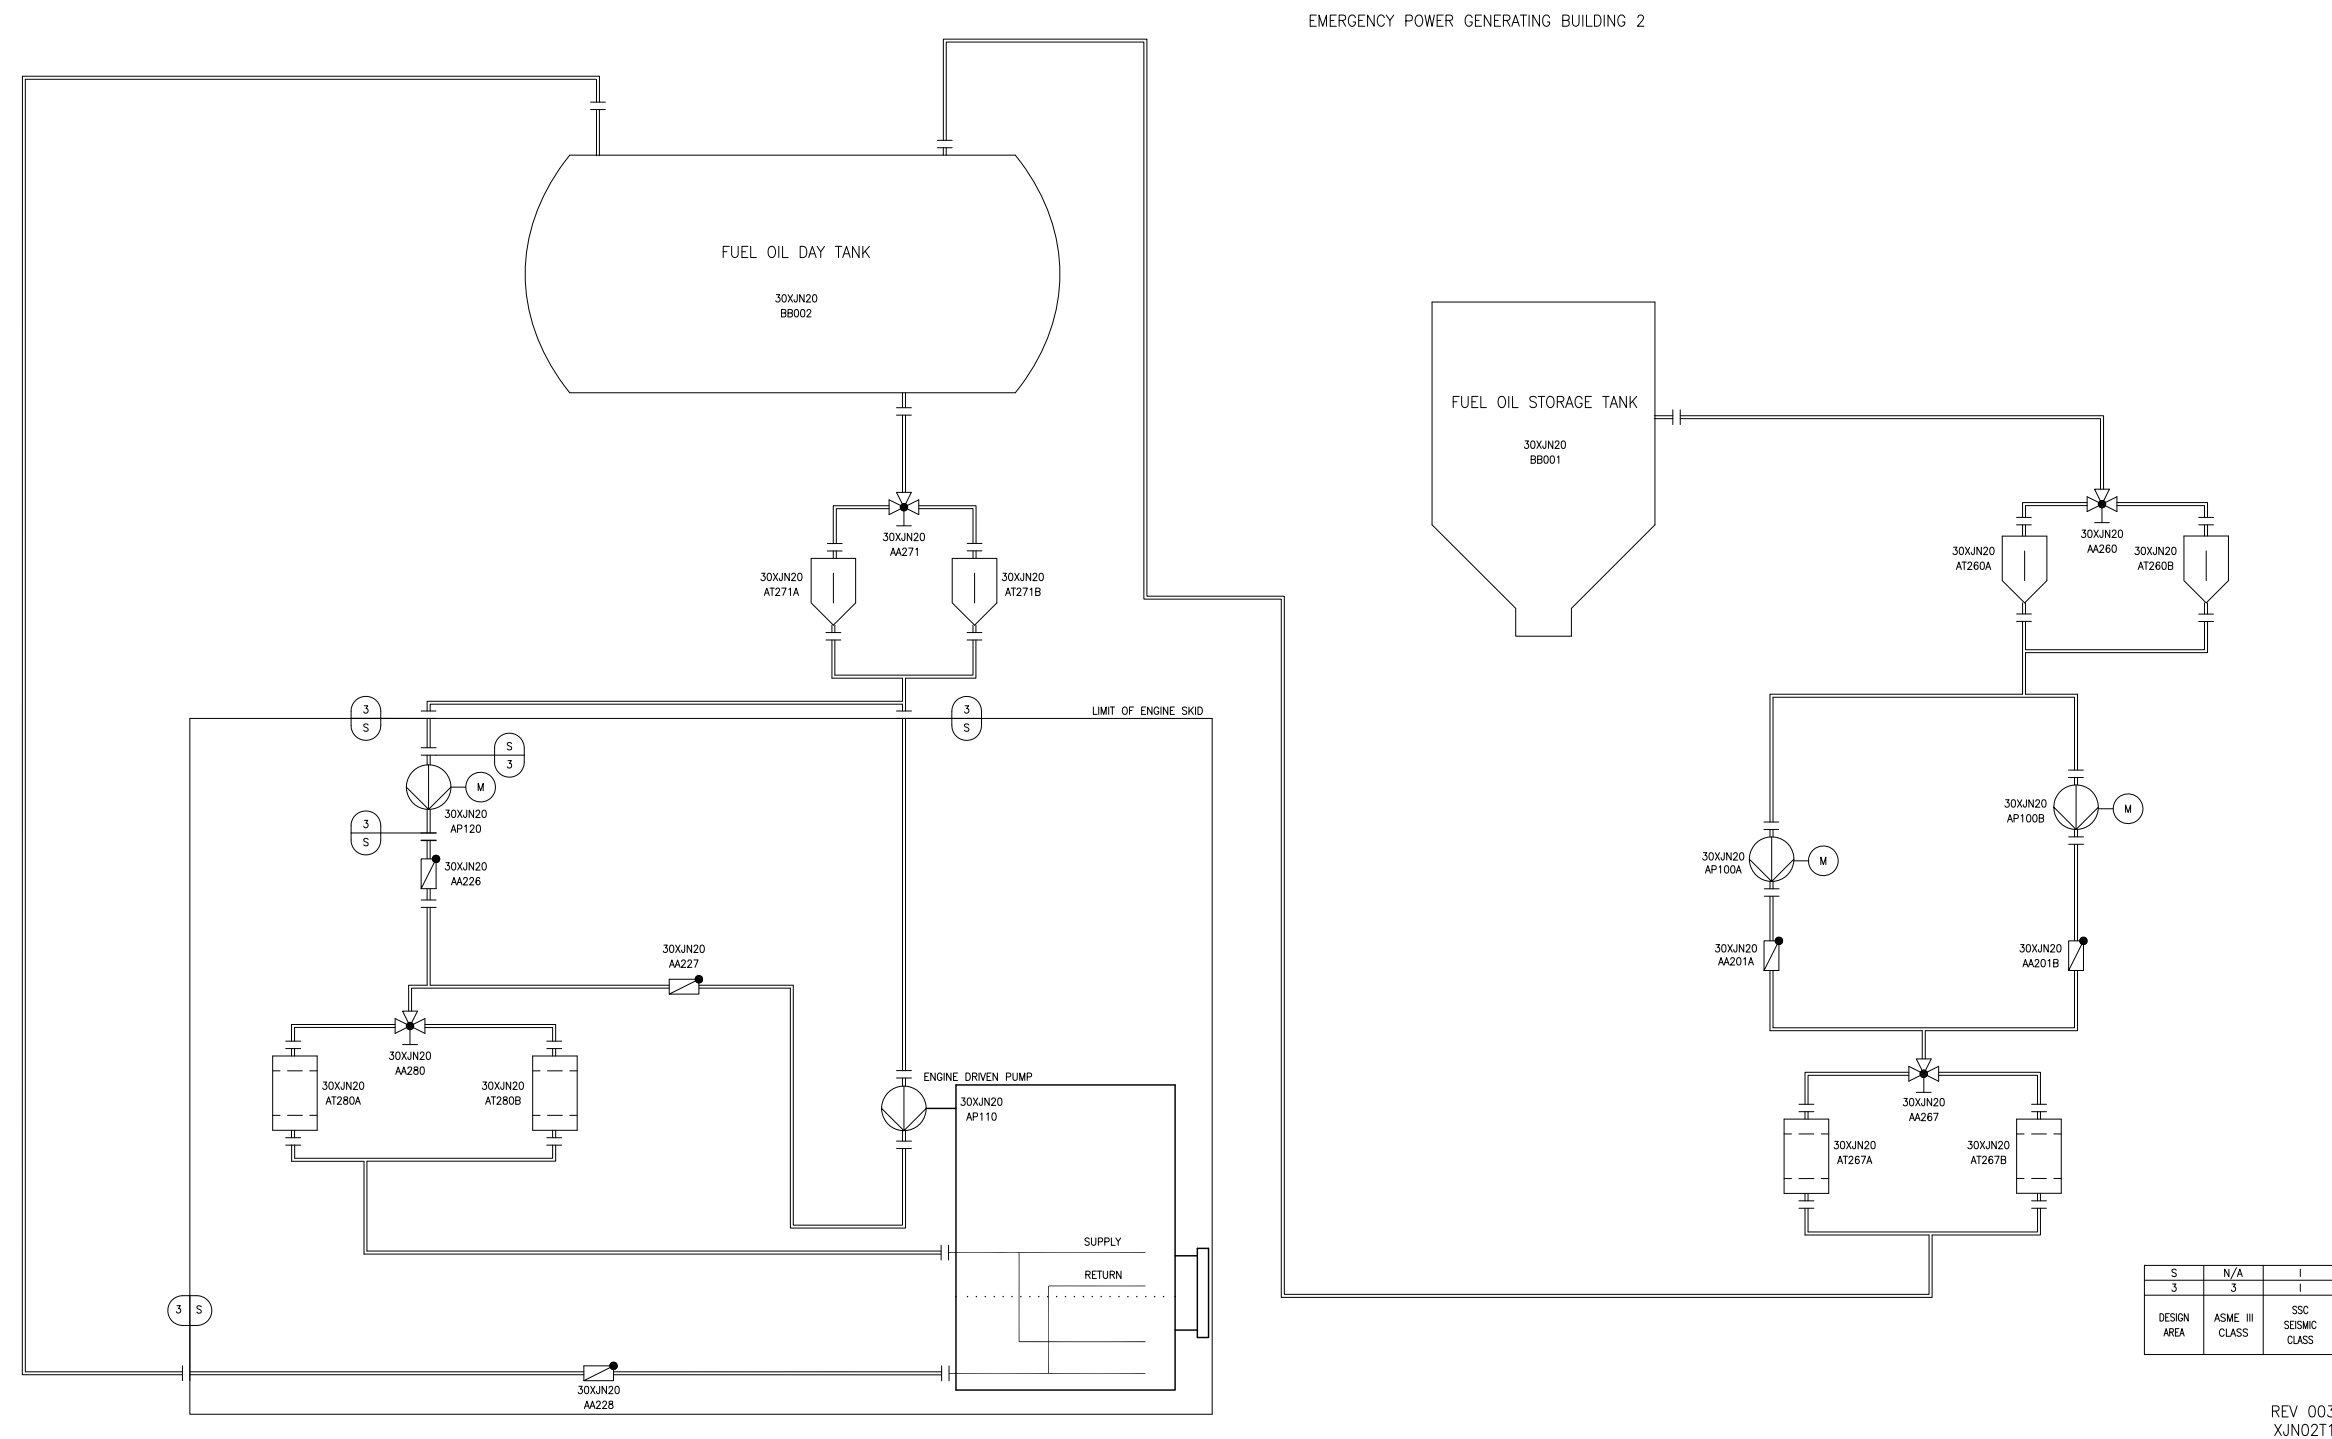 EMERGENCY POWER GENERATING BUILDING 2
FUEL OIL DAY TANK
30XJN20
BB002
FUEL OIL STORAGE TANK
30XJN20
BB001
30XJN20
AA271
30XJN20
AT271A
30XJN20
AT271B
30XJN20
AA260
30XJN20
AT260A
30XJN20
AT260B
3
S
3
S
LIMIT OF ENGINE SKID
S
3
M
30XJN20
AP120
3
S
30XJN20
AA226
30XJN20
AP100B
M
30XJN20
AP100A
M
30XJN20
AA227
30XJN20
AA201A
30XJN20
AA201B
30XJN20
AA280
30XJN20
AT280A
30XJN20
AT280B
ENGINE DRIVEN PUMP
30XJN20
AP110
30XJN20
AA267
30XJN20
AT267A
30XJN20
AT267B
SUPPLY
RETURN
3 S
30XJN20
AA228
S N/A I
3 3 I
DESIGN
AREA
ASME III
CLASS
SSC
SEISMIC
CLASS
REV 003
XJN02T1